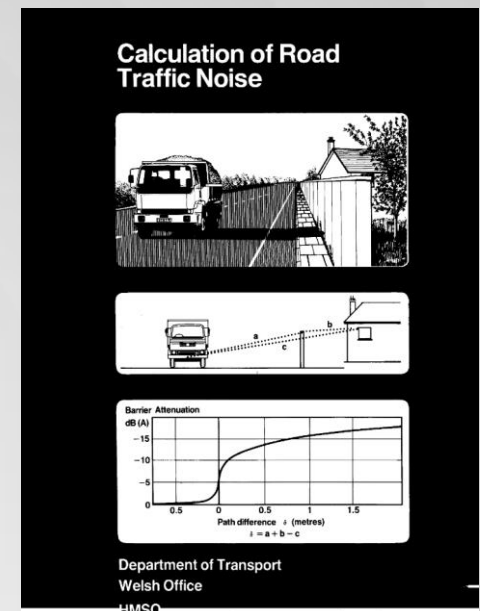 Calculation of Road
Traffic Noise
a
b
c
Barrier Attenuation
dB (A)
−15
−10
−5
0
0.5
0
0.5
1
1.5
Path difference δ (metres)
δ = a + b − c
Department of Transport
Welsh Office
HMSO